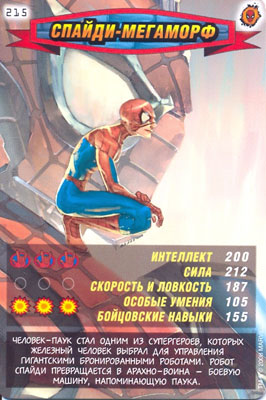 215
СПАЙДИ-МЕГАМОРФ
ИНТЕЛЛЕКТ 200
СИЛА 212
СКОРОСТЬ И ЛОВКОСТЬ 187
ОСОБЫЕ УМЕНИЯ 105
БОЙЦОВСКИЕ НАВЫКИ 155
ЧЕЛОВЕК-ПАУК СТАЛ ОДНИМ ИЗ СУПЕРГЕРОЕВ, КОТОРЫХ
ЖЕЛЕЗНЫЙ ЧЕЛОВЕК ВЫБРАЛ ДЛЯ УПРАВЛЕНИЯ
ГИГАНТСКИМИ БРОНИРОВАННЫМИ РОБОТАМИ. РОБОТ
СПАЙДИ ПРЕВРАЩАЕТСЯ В АРАХНО-ВОИНА – БОЕВУЮ
МАШИНУ, НАПОМИНАЮЩУЮ ПАУКА.